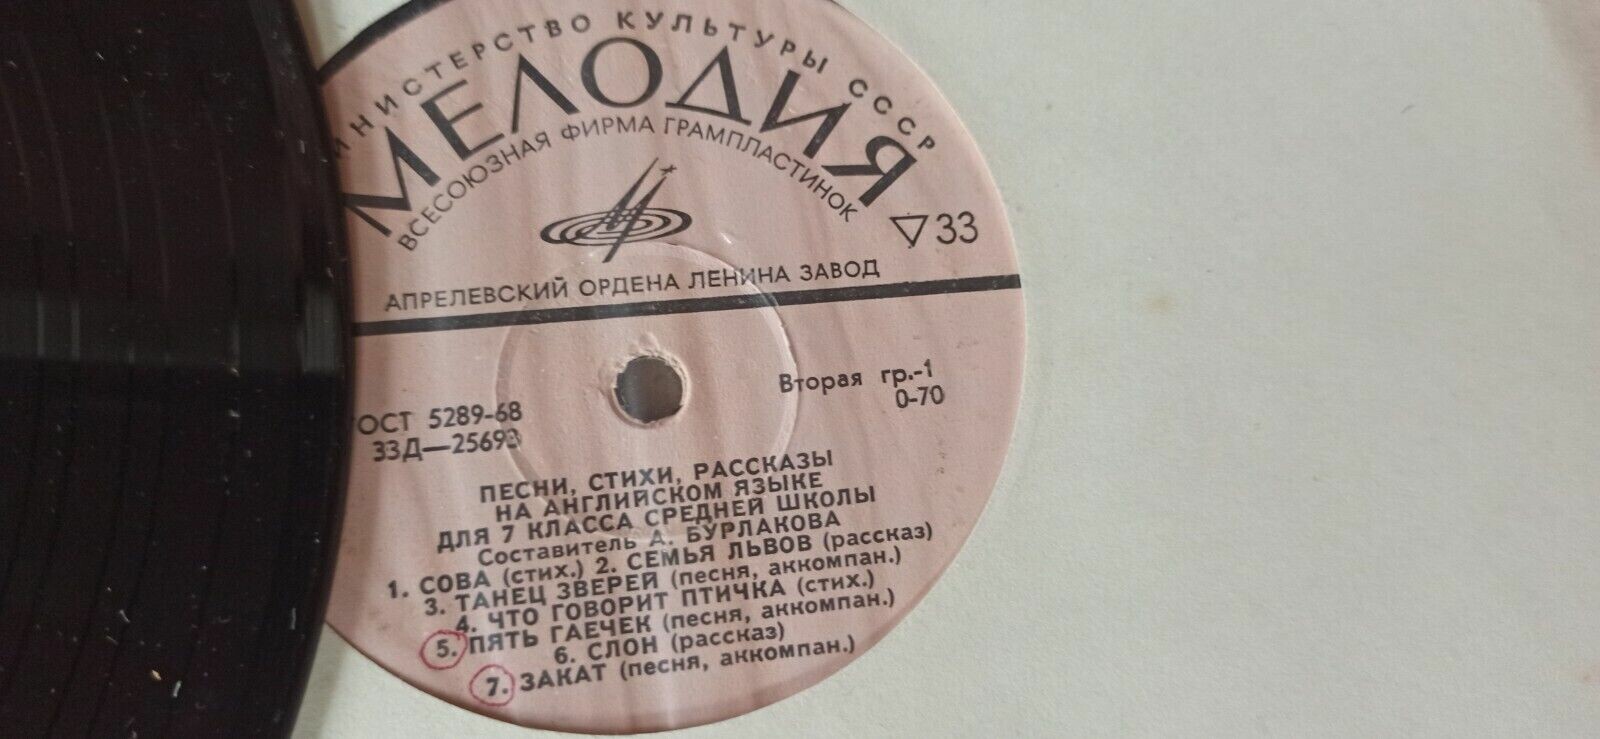 МИНИСТЕРСТВО КУЛЬТУРЫ СССР
МЕЛОДИЯ
ВСЕСОЮЗНАЯ ФИРМА ГРАМПЛАСТИНОК
▽33
АПРЕЛЕВСКИЙ ОРДЕНА ЛЕНИНА ЗАВОД
Вторая гр.-1
0-70
ГОСТ 5289-68
33Д—25693
ПЕСНИ, СТИХИ, РАССКАЗЫ
НА АНГЛИЙСКОМ ЯЗЫКЕ
ДЛЯ 7 КЛАССА СРЕДНЕЙ ШКОЛЫ
Составитель А. БУРЛАКОВА
1. СОВА (стих.) 2. СЕМЬЯ ЛЬВОВ (рассказ)
3. ТАНЕЦ ЗВЕРЕЙ (песня, аккомпан.)
4. ЧТО ГОВОРИТ ПТИЧКА (стих.)
5. ПЯТЬ ГАЕЧЕК (песня, аккомпан.)
6. СЛОН (рассказ)
7. ЗАКАТ (песня, аккомпан.)